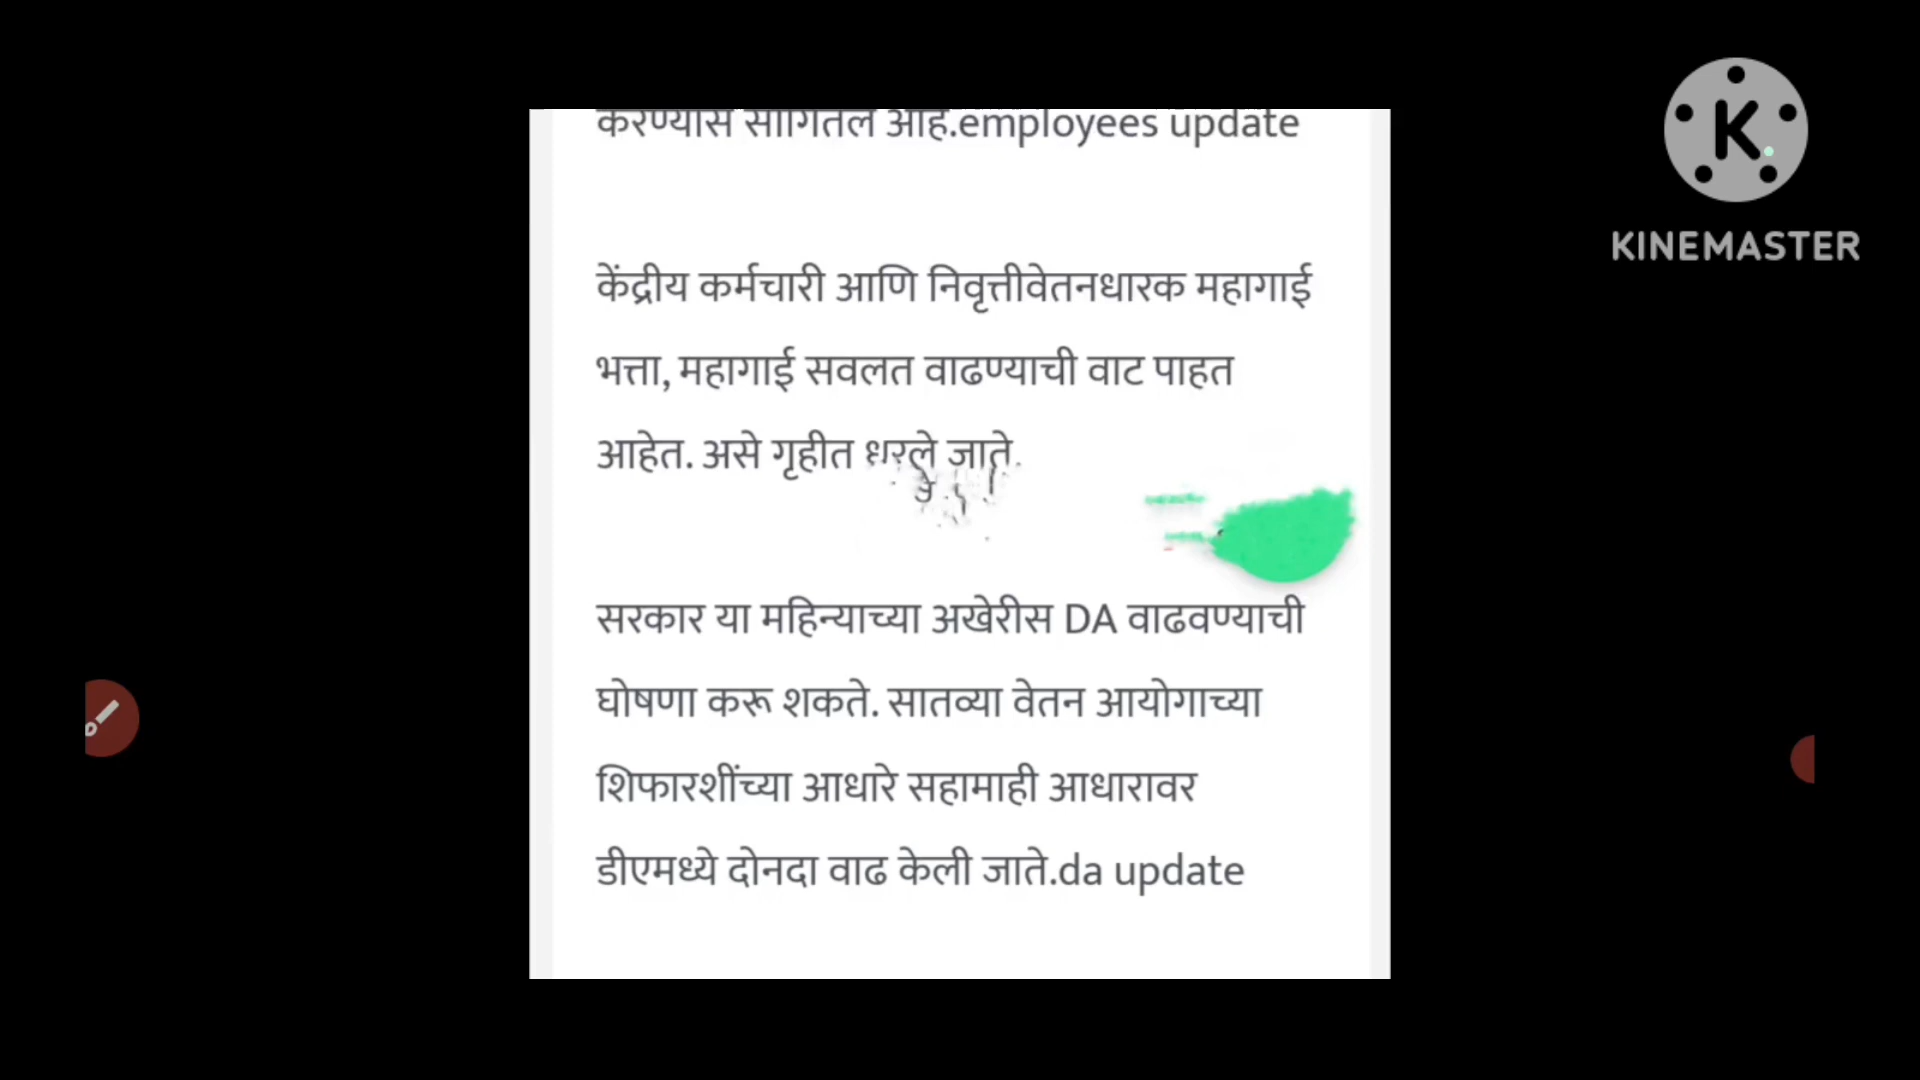 करण्यास सांगितले आहे.employees update
KINEMASTER
केंद्रीय कर्मचारी आणि निवृत्तीवेतनधारक महागाई
भत्ता, महागाई सवलत वाढण्याची वाट पाहत
आहेत. असे गृहीत धरले जाते.
सरकार या महिन्याच्या अखेरीस DA वाढवण्याची
घोषणा करू शकते. सातव्या वेतन आयोगाच्या
शिफारशींच्या आधारे सहामाही आधारावर
डीएमध्ये दोनदा वाढ केली जाते.da update